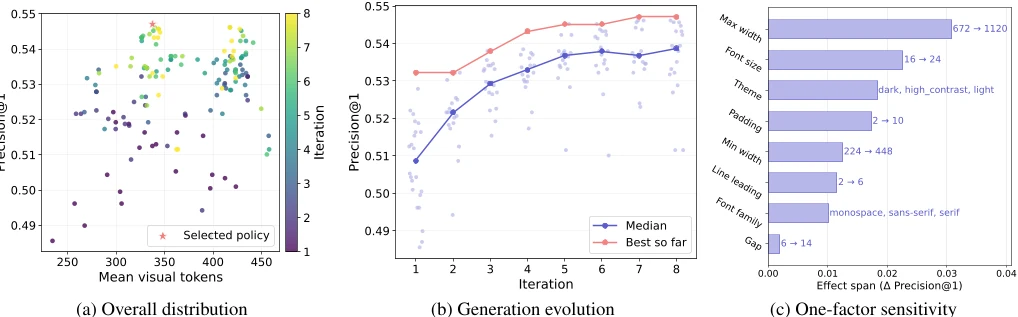 0.55
0.54
0.53
0.52
0.51
0.50
0.49
Precision@1
250
300
350
400
450
Mean visual tokens
Selected policy
8
7
6
5
4
3
2
1
Iteration
(a) Overall distribution
0.55
0.54
0.53
0.52
0.51
0.50
0.49
Precision@1
1
2
3
4
5
6
7
8
Iteration
Median
Best so far
(b) Generation evolution
Max width
672 → 1120
Font size
16 → 24
Theme
dark, high_contrast, light
Padding
2 → 10
Min width
224 → 448
Line leading
2 → 6
Font family
monospace, sans-serif, serif
Gap
6 → 14
0.00
0.01
0.02
0.03
0.04
Effect span (Δ Precision@1)
(c) One-factor sensitivity